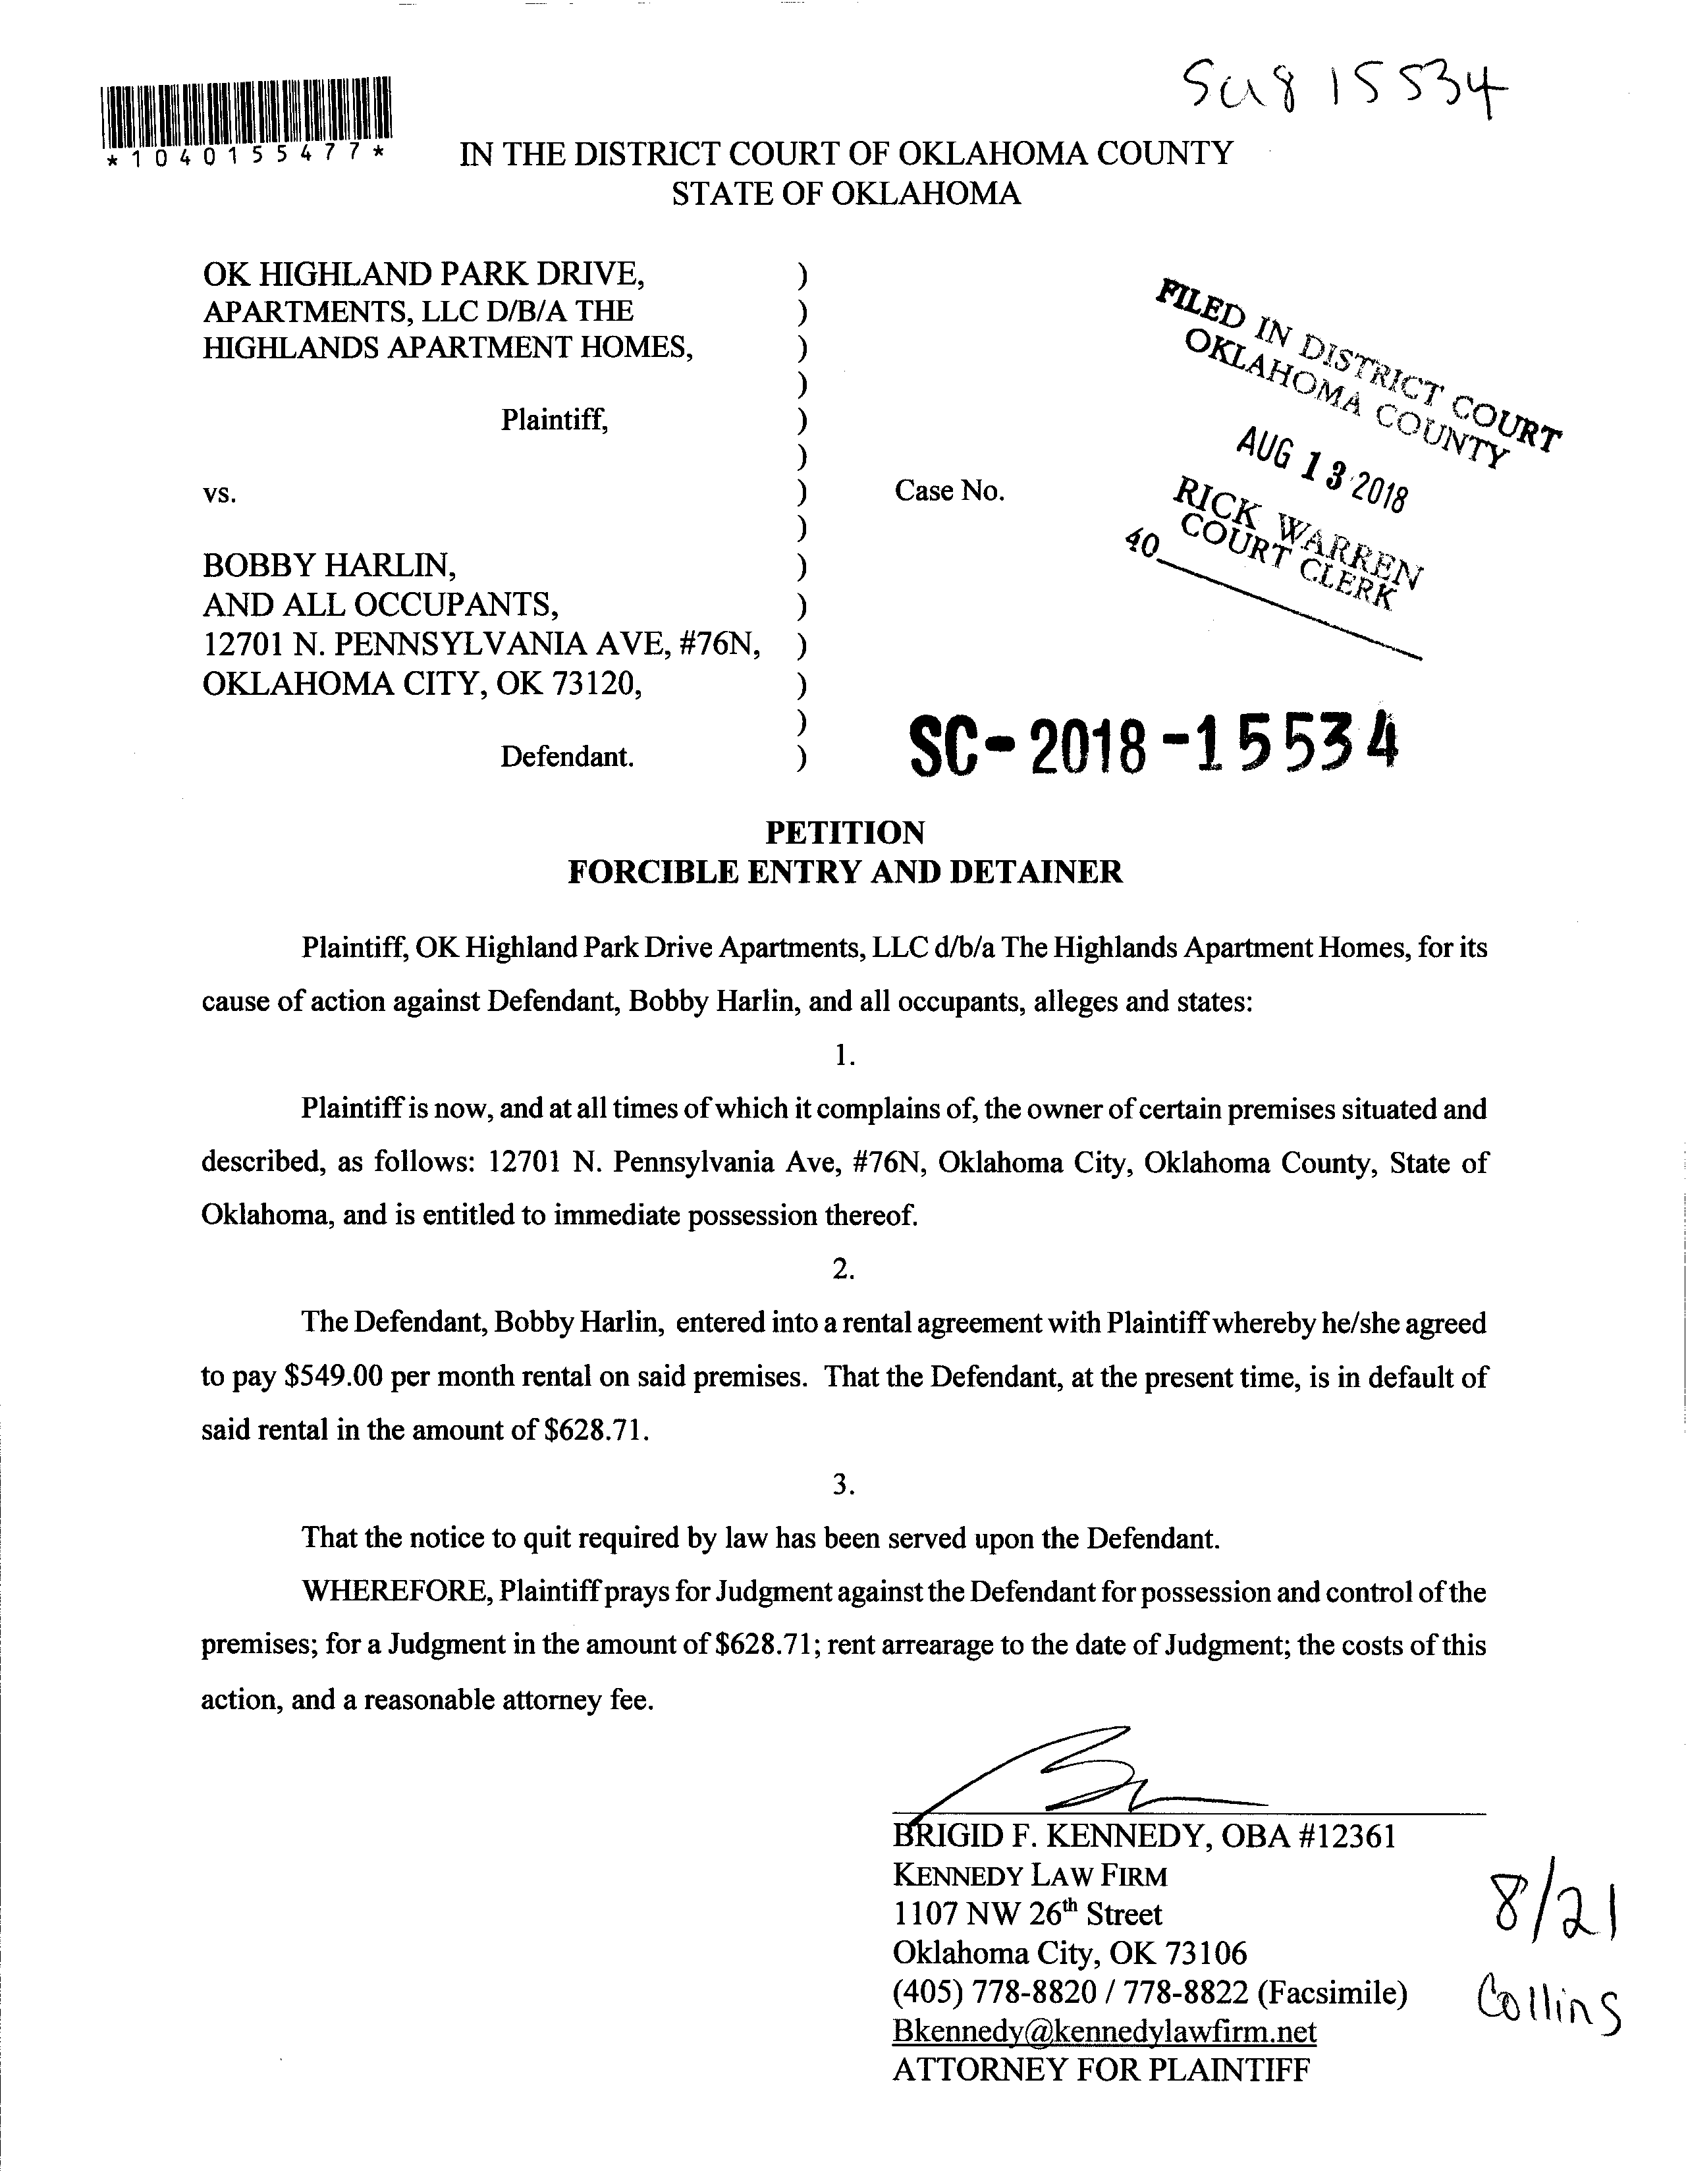 Sc18 15534
*1040155477*
IN THE DISTRICT COURT OF OKLAHOMA COUNTY
STATE OF OKLAHOMA
OK HIGHLAND PARK DRIVE, )
APARTMENTS, LLC D/B/A THE )
HIGHLANDS APARTMENT HOMES, )
)
Plaintiff, )
)
vs. ) Case No.
)
BOBBY HARLIN, )
AND ALL OCCUPANTS, )
12701 N. PENNSYLVANIA AVE, #76N, )
OKLAHOMA CITY, OK 73120, )
)
Defendant. )
FILED IN DISTRICT COURT
OKLAHOMA COUNTY
AUG 13 2018
RICK WARREN
COURT CLERK
40
SC-2018-15534
PETITION
FORCIBLE ENTRY AND DETAINER
Plaintiff, OK Highland Park Drive Apartments, LLC d/b/a The Highlands Apartment Homes, for its
cause of action against Defendant, Bobby Harlin, and all occupants, alleges and states:
1.
Plaintiff is now, and at all times of which it complains of, the owner of certain premises situated and
described, as follows: 12701 N. Pennsylvania Ave, #76N, Oklahoma City, Oklahoma County, State of
Oklahoma, and is entitled to immediate possession thereof.
2.
The Defendant, Bobby Harlin, entered into a rental agreement with Plaintiff whereby he/she agreed
to pay $549.00 per month rental on said premises. That the Defendant, at the present time, is in default of
said rental in the amount of $628.71.
3.
That the notice to quit required by law has been served upon the Defendant.
WHEREFORE, Plaintiff prays for Judgment against the Defendant for possession and control of the
premises; for a Judgment in the amount of $628.71; rent arrearage to the date of Judgment; the costs of this
action, and a reasonable attorney fee.
BRIGID F. KENNEDY, OBA #12361
KENNEDY LAW FIRM
1107 NW 26th Street
Oklahoma City, OK 73106
(405) 778-8820 / 778-8822 (Facsimile)
Bkennedy@kennedylawfirm.net
ATTORNEY FOR PLAINTIFF
8/21
Collins